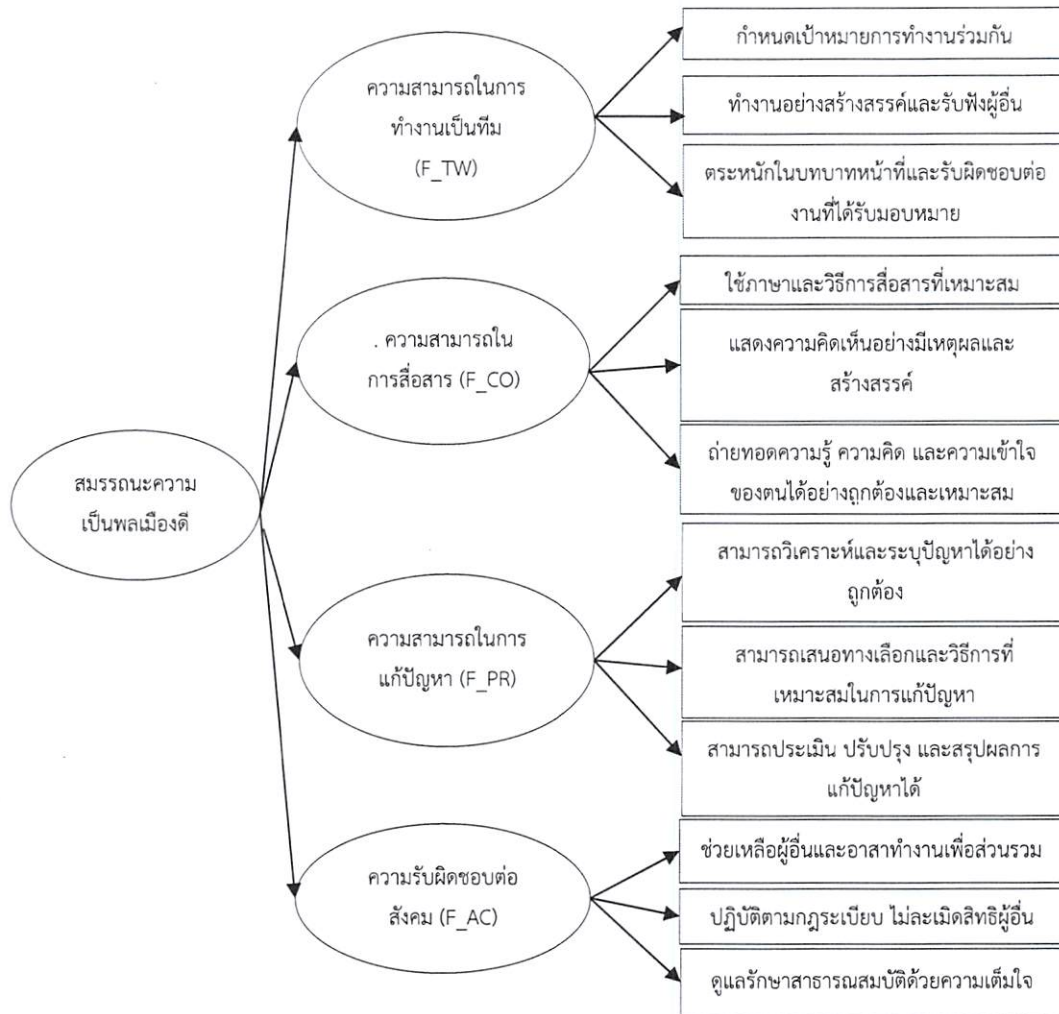 กำหนดเป้าหมายการทำงานร่วมกัน
ความสามารถในการ
ทำงานเป็นทีม
(F_TW)
ทำงานอย่างสร้างสรรค์และรับฟังผู้อื่น
ตระหนักในบทบาทหน้าที่และรับผิดชอบต่อ
งานที่ได้รับมอบหมาย
ใช้ภาษาและวิธีการสื่อสารที่เหมาะสม
. ความสามารถใน
การสื่อสาร (F_CO)
แสดงความคิดเห็นอย่างมีเหตุผลและ
สร้างสรรค์
ถ่ายทอดความรู้ ความคิด และความเข้าใจ
ของตนได้อย่างถูกต้องและเหมาะสม
สมรรถนะความ
เป็นพลเมืองดี
สามารถวิเคราะห์และระบุปัญหาได้อย่าง
ถูกต้อง
ความสามารถในการ
แก้ปัญหา (F_PR)
สามารถเสนอทางเลือกและวิธีการที่
เหมาะสมในการแก้ปัญหา
สามารถประเมิน ปรับปรุง และสรุปผลการ
แก้ปัญหาได้
ช่วยเหลือผู้อื่นและอาสาทำงานเพื่อส่วนรวม
ความรับผิดชอบต่อ
สังคม (F_AC)
ปฏิบัติตามกฎระเบียบ ไม่ละเมิดสิทธิผู้อื่น
ดูแลรักษาสาธารณสมบัติด้วยความเต็มใจ